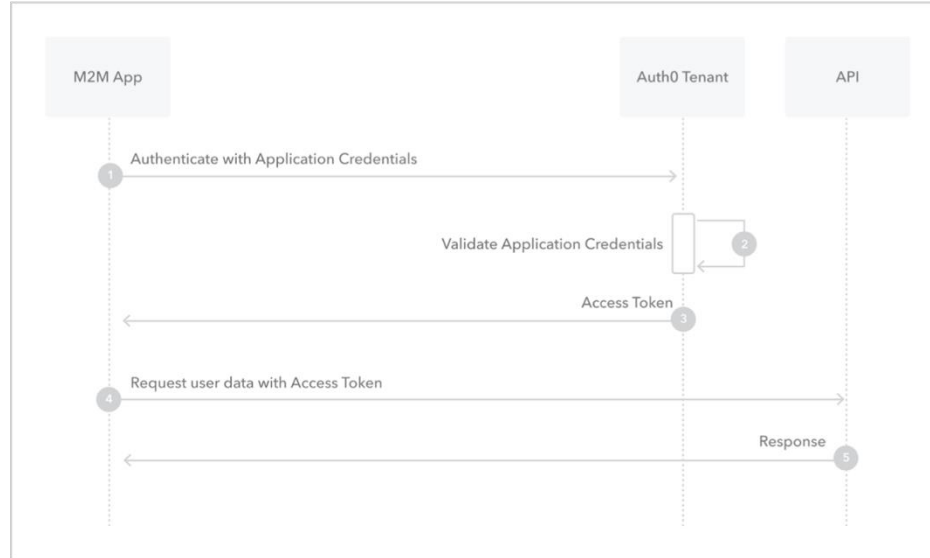 M2M App
Auth0 Tenant
API
Authenticate with Application Credentials
1
Validate Application Credentials
2
Access Token
3
Request user data with Access Token
4
Response
5